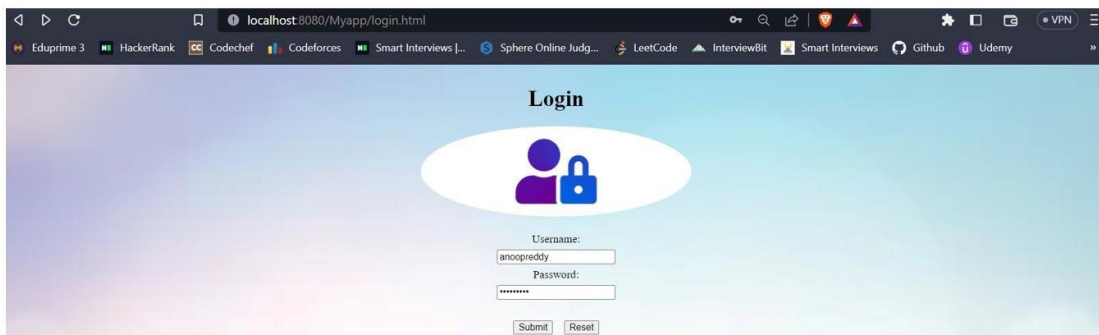 localhost:8080/Myapp/login.html
VPN
Eduprime 3 HackerRank CC Codechef Codeforces Smart Interviews |... Sphere Online Judg... LeetCode InterviewBit Smart Interviews Github Udemy »
Login
Username:
anoopreddy
Password:
•••••••••
Submit Reset